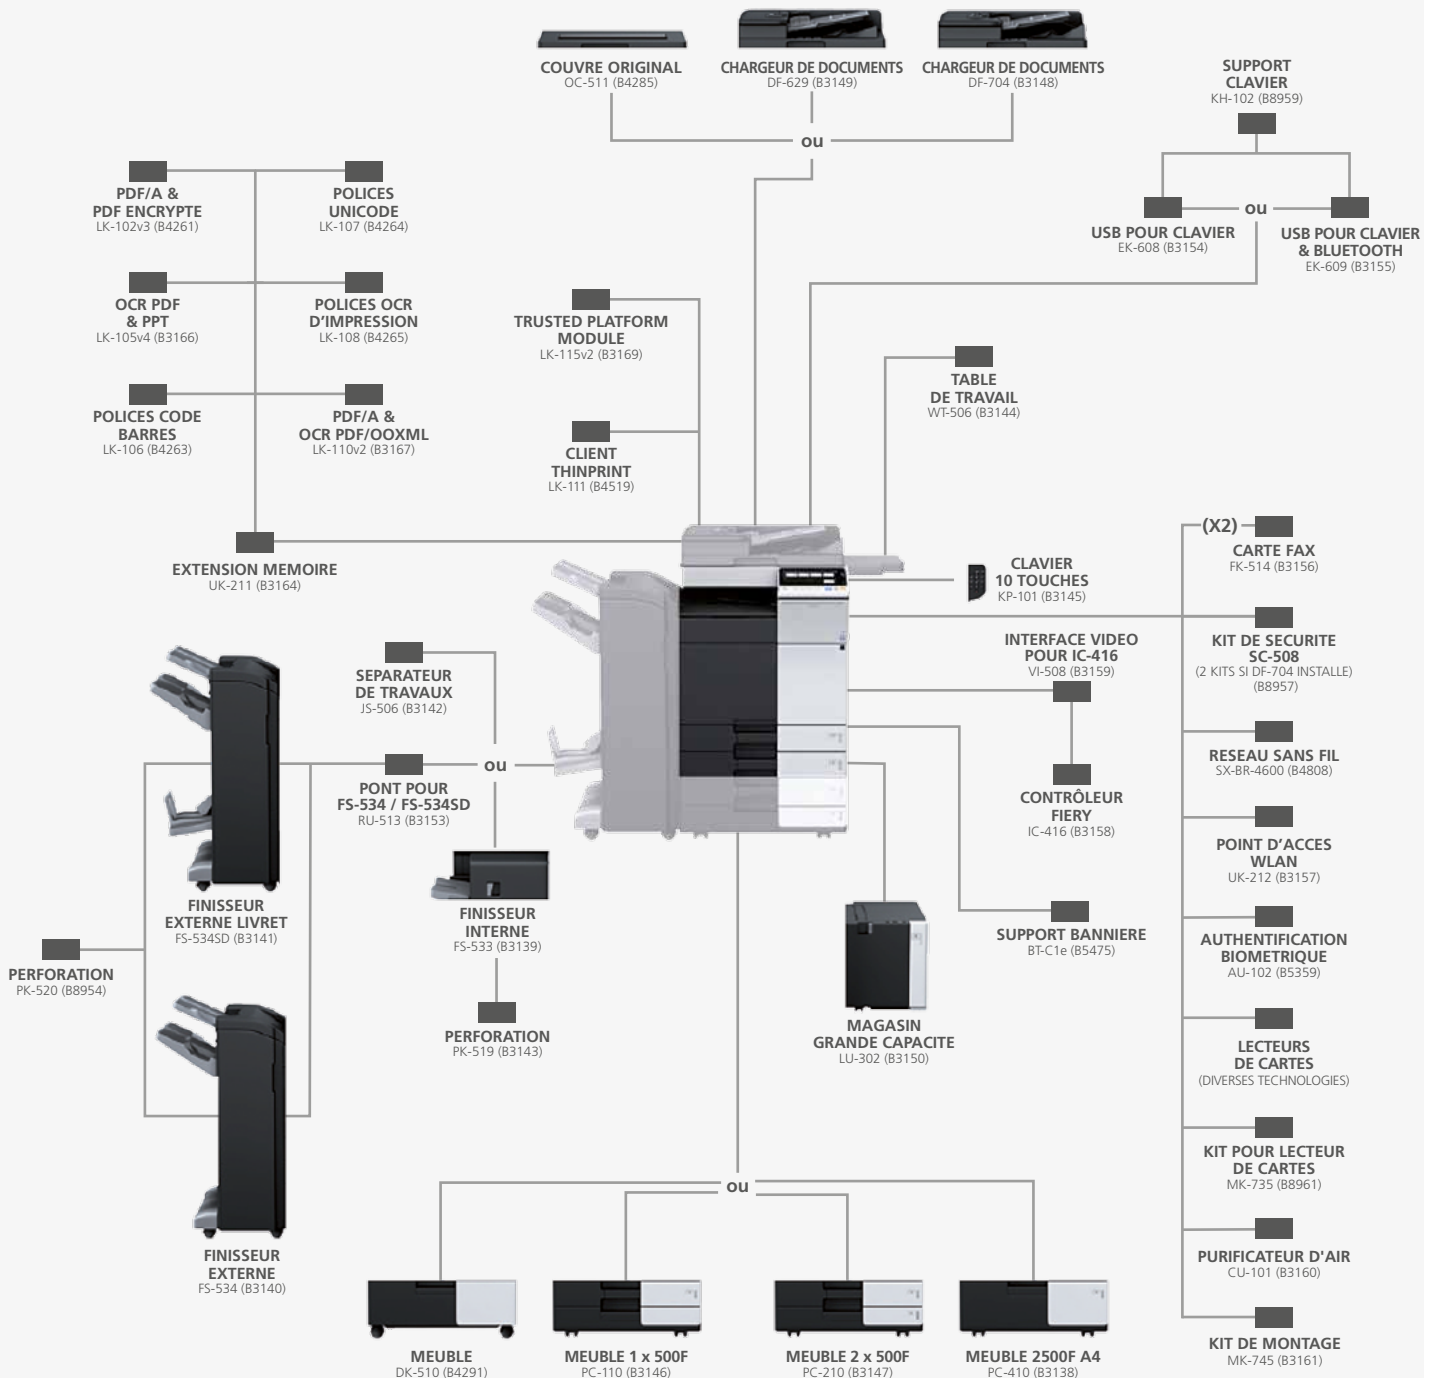 COUVRE ORIGINAL
OC-511 (B4285)
CHARGEUR DE DOCUMENTS
DF-629 (B3149)
CHARGEUR DE DOCUMENTS
DF-704 (B3148)
ou
SUPPORT
CLAVIER
KH-102 (B8959)
USB POUR CLAVIER
EK-608 (B3154)
ou
USB POUR CLAVIER
& BLUETOOTH
EK-609 (B3155)
PDF/A &
PDF ENCRYPTE
LK-102v3 (B4261)
POLICES
UNICODE
LK-107 (B4264)
OCR PDF
& PPT
LK-105v4 (B3166)
POLICES OCR
D'IMPRESSION
LK-108 (B4265)
POLICES CODE
BARRES
LK-106 (B4263)
PDF/A &
OCR PDF/OOXML
LK-110v2 (B3167)
TRUSTED PLATFORM
MODULE
LK-115v2 (B3169)
CLIENT
THINPRINT
LK-111 (B4519)
TABLE
DE TRAVAIL
WT-506 (B3144)
EXTENSION MEMOIRE
UK-211 (B3164)
CLAVIER
10 TOUCHES
KP-101 (B3145)
(X2)
CARTE FAX
FK-514 (B3156)
INTERFACE VIDEO
POUR IC-416
VI-508 (B3159)
KIT DE SECURITE
SC-508
(2 KITS SI DF-704 INSTALLE)
(B8957)
SEPARATEUR
DE TRAVAUX
JS-506 (B3142)
ou
PONT POUR
FS-534 / FS-534SD
RU-513 (B3153)
RESEAU SANS FIL
SX-BR-4600 (B4808)
CONTRÔLEUR
FIERY
IC-416 (B3158)
POINT D'ACCES
WLAN
UK-212 (B3157)
FINISSEUR
EXTERNE LIVRET
FS-534SD (B3141)
FINISSEUR
INTERNE
FS-533 (B3139)
SUPPORT BANNIERE
BT-C1e (B5475)
AUTHENTIFICATION
BIOMETRIQUE
AU-102 (B5359)
PERFORATION
PK-520 (B8954)
PERFORATION
PK-519 (B3143)
MAGASIN
GRANDE CAPACITE
LU-302 (B3150)
LECTEURS
DE CARTES
(DIVERSES TECHNOLOGIES)
KIT POUR LECTEUR
DE CARTES
MK-735 (B8961)
ou
FINISSEUR
EXTERNE
FS-534 (B3140)
PURIFICATEUR D'AIR
CU-101 (B3160)
KIT DE MONTAGE
MK-745 (B3161)
MEUBLE
DK-510 (B4291)
MEUBLE 1 x 500F
PC-110 (B3146)
MEUBLE 2 x 500F
PC-210 (B3147)
MEUBLE 2500F A4
PC-410 (B3138)